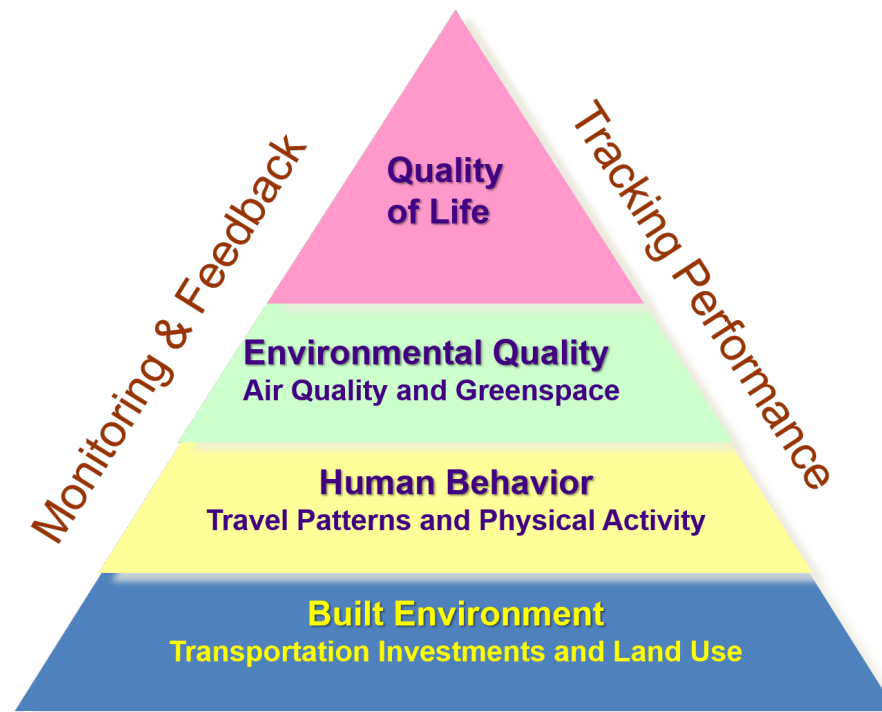 Quality
of Life
Environmental Quality
Air Quality and Greenspace
Human Behavior
Travel Patterns and Physical Activity
Built Environment
Transportation Investments and Land Use
Monitoring & Feedback
Tracking Performance